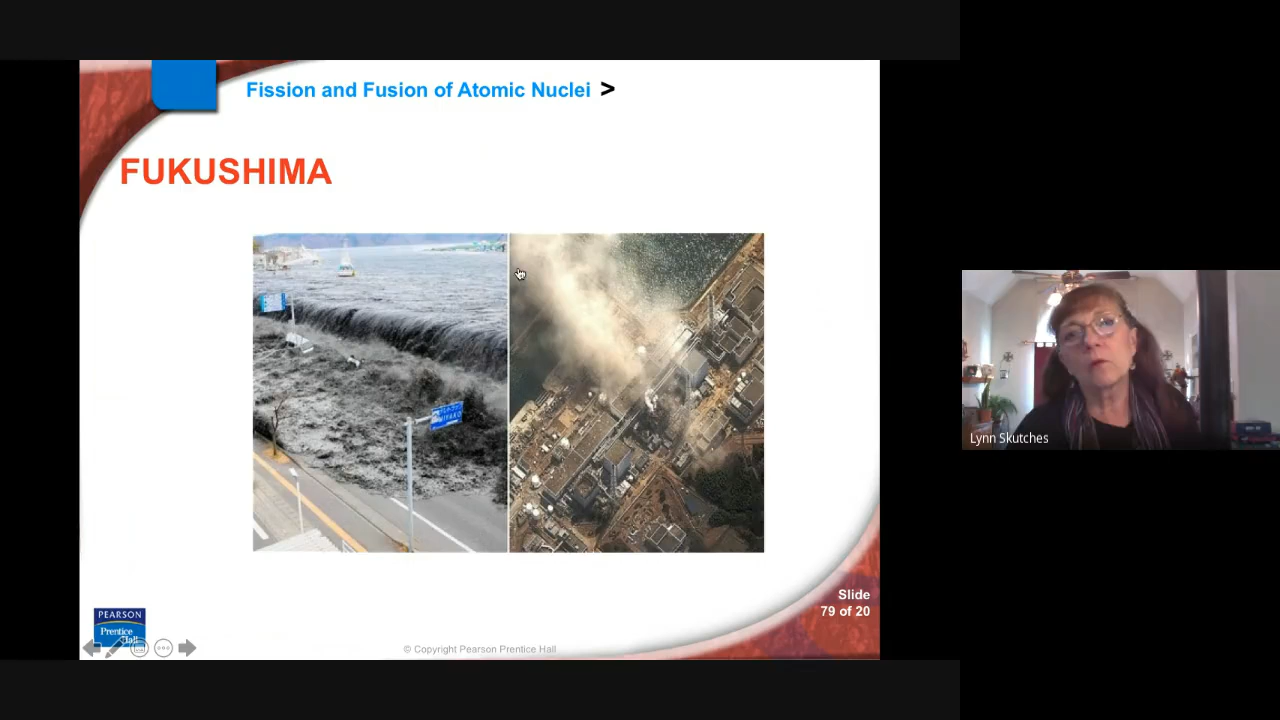 Fission and Fusion of Atomic Nuclei >
FUKUSHIMA
MIYAKO
PEARSON
Prentice
Hall
© Copyright Pearson Prentice Hall
Slide
79 of 20
Lynn Skutches